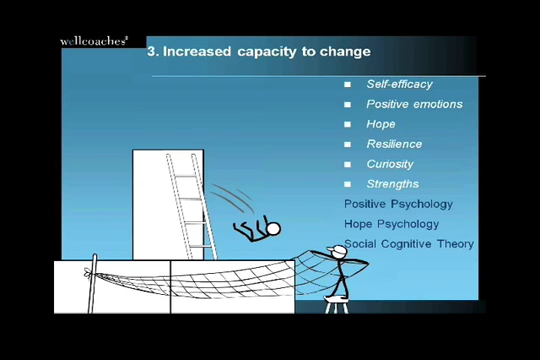 wellcoaches
3. Increased capacity to change
Self-efficacy
Positive emotions
Hope
Resilience
Curiosity
Strengths
Positive Psychology
Hope Psychology
Social Cognitive Theory